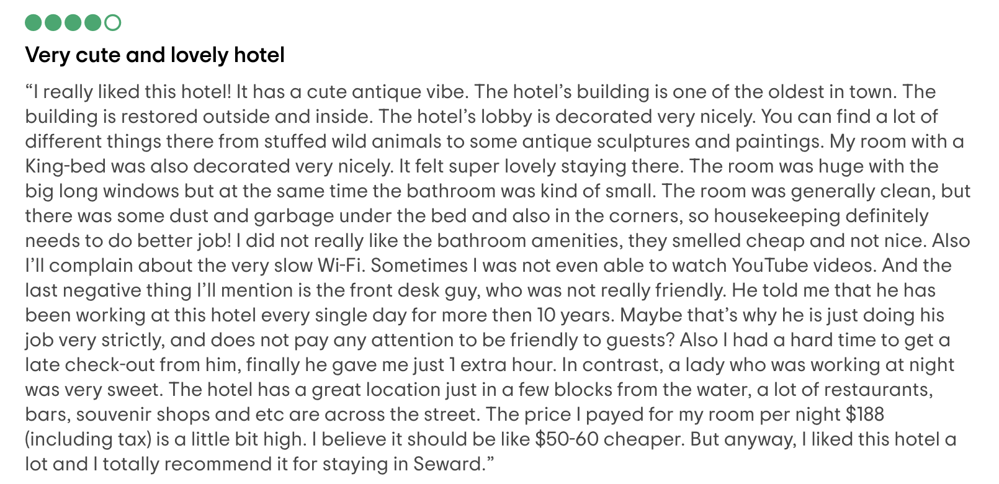 Very cute and lovely hotel
“I really liked this hotel! It has a cute antique vibe. The hotel’s building is one of the oldest in town. The
building is restored outside and inside. The hotel’s lobby is decorated very nicely. You can find a lot of
different things there from stuffed wild animals to some antique sculptures and paintings. My room with a
King-bed was also decorated very nicely. It felt super lovely staying there. The room was huge with the
big long windows but at the same time the bathroom was kind of small. The room was generally clean, but
there was some dust and garbage under the bed and also in the corners, so housekeeping definitely
needs to do better job! I did not really like the bathroom amenities, they smelled cheap and not nice. Also
I’ll complain about the very slow Wi-Fi. Sometimes I was not even able to watch YouTube videos. And the
last negative thing I’ll mention is the front desk guy, who was not really friendly. He told me that he has
been working at this hotel every single day for more then 10 years. Maybe that’s why he is just doing his
job very strictly, and does not pay any attention to be friendly to guests? Also I had a hard time to get a
late check-out from him, finally he gave me just 1 extra hour. In contrast, a lady who was working at night
was very sweet. The hotel has a great location just in a few blocks from the water, a lot of restaurants,
bars, souvenir shops and etc are across the street. The price I payed for my room per night $188
(including tax) is a little bit high. I believe it should be like $50-60 cheaper. But anyway, I liked this hotel a
lot and I totally recommend it for staying in Seward.”